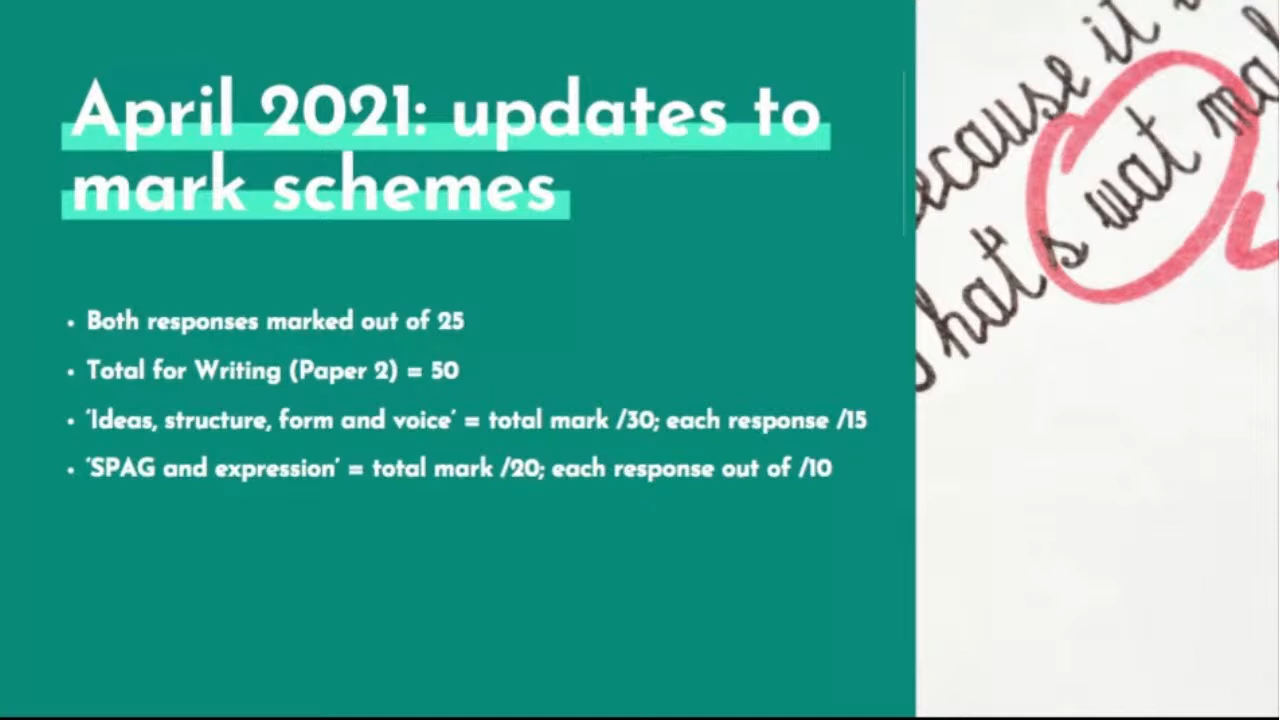 April 2021: updates to
mark schemes
• Both responses marked out of 25
• Total for Writing (Paper 2) = 50
• 'Ideas, structure, form and voice' = total mark /30; each response /15
• 'SPAG and expression' = total mark /20; each response out of /10
ecause it
hat's wat